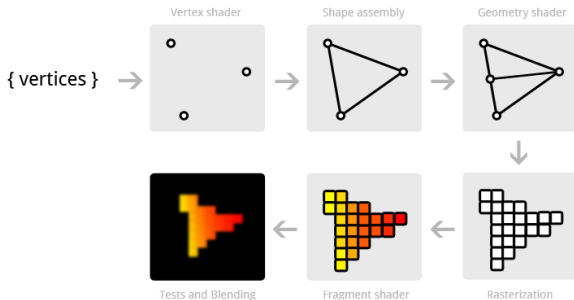 Vertex shader
Shape assembly
Geometry shader
{ vertices }
Tests and Blending
Fragment shader
Rasterization